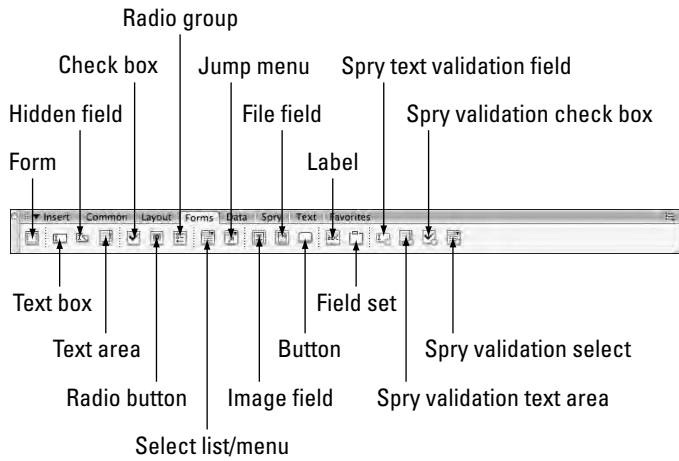 Radio group
Check box Jump menu Spry text validation field
Hidden field File field Spry validation check box
Form Label
Insert Common Layout Forms Data Spry Text Favorites
Text box Field set
Text area Button Spry validation select
Radio button Image field Spry validation text area
Select list/menu